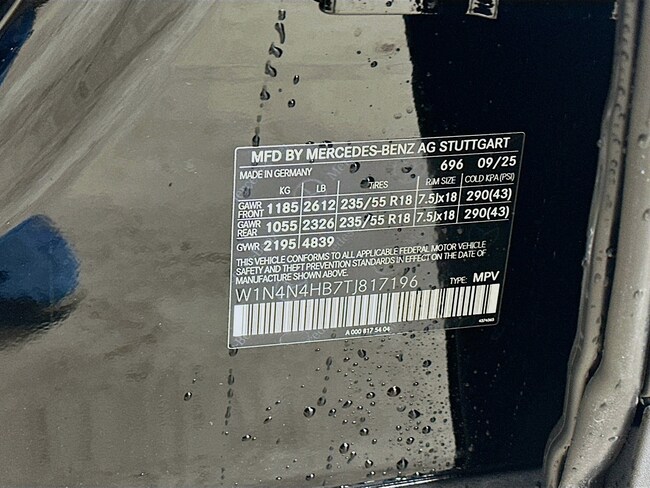 MFD BY MERCEDES-BENZ AG STUTTGART
MADE IN GERMANY 696 09/25
KG LB TIRES RIM SIZE COLD KPA (PSI)
GAWR FRONT 1185 2612 235/55 R18 7.5Jx18 290(43)
GAWR REAR 1055 2326 235/55 R18 7.5Jx18 290(43)
GWR 2195 4839
THIS VEHICLE CONFORMS TO ALL APPLICABLE FEDERAL MOTOR VEHICLE
SAFETY AND THEFT PREVENTION STANDARDS IN EFFECT ON THE DATE OF
MANUFACTURE SHOWN ABOVE.
W1N4N4HB7TJ817196 TYPE: MPV
A 000 817 54 04